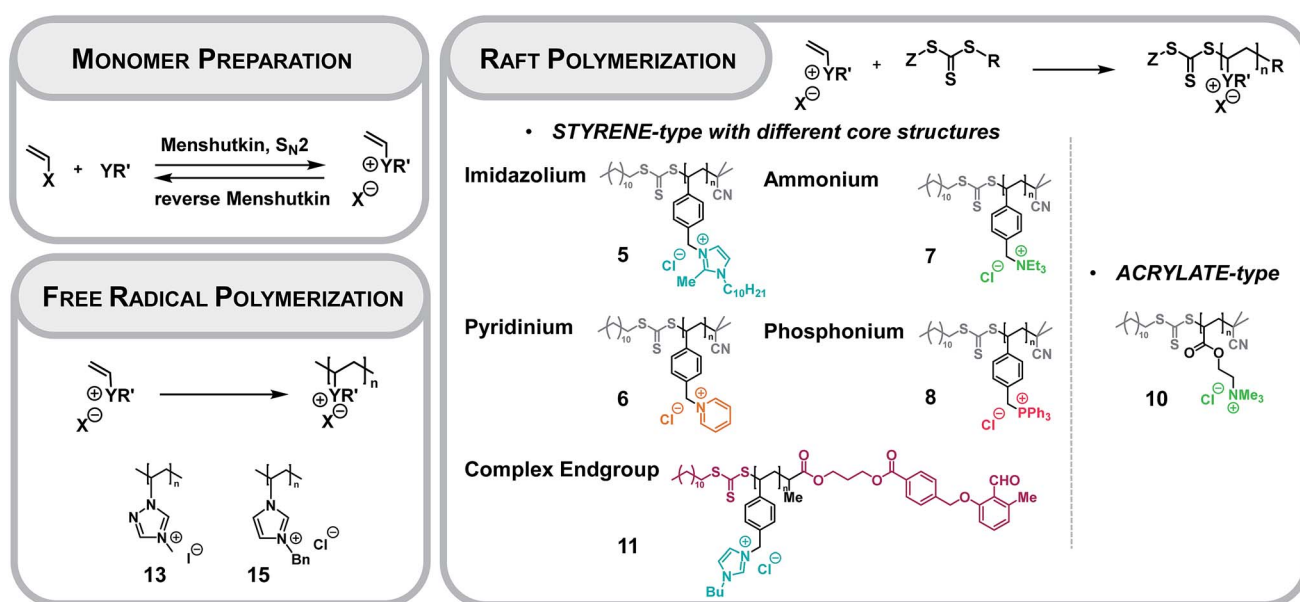 MONOMER PREPARATION
X
+
YR'
Menshutkin, SN2
reverse Menshutkin
⊕YR'
X⊖
FREE RADICAL POLYMERIZATION
⊕YR'
X⊖
n
⊕YR'
X⊖
n
N
N
N
⊕
I⊖
13
n
N
N
⊕
Bn
Cl⊖
15
RAFT POLYMERIZATION
⊕YR'
X⊖
+
Z S S R
S
Z S S n R
S
⊕YR'
X⊖
• STYRENE-type with different core structures
Imidazolium
10 S S n
S CN
Cl⊖ N⊕
N
Me
C10H21
5
Ammonium
10 S S n
S CN
Cl⊖ ⊕NEt3
7
Pyridinium
10 S S n
S CN
Cl⊖ N⊕
6
Phosphonium
10 S S n
S CN
Cl⊖ ⊕PPh3
8
Complex Endgroup
10 S S n
S Me
O
O
O
O
O
CHO
Me
N⊕
N
Cl⊖
Bu
11
• ACRYLATE-type
10 S S n
S CN
O
O
Cl⊖ NMe3
⊕
10